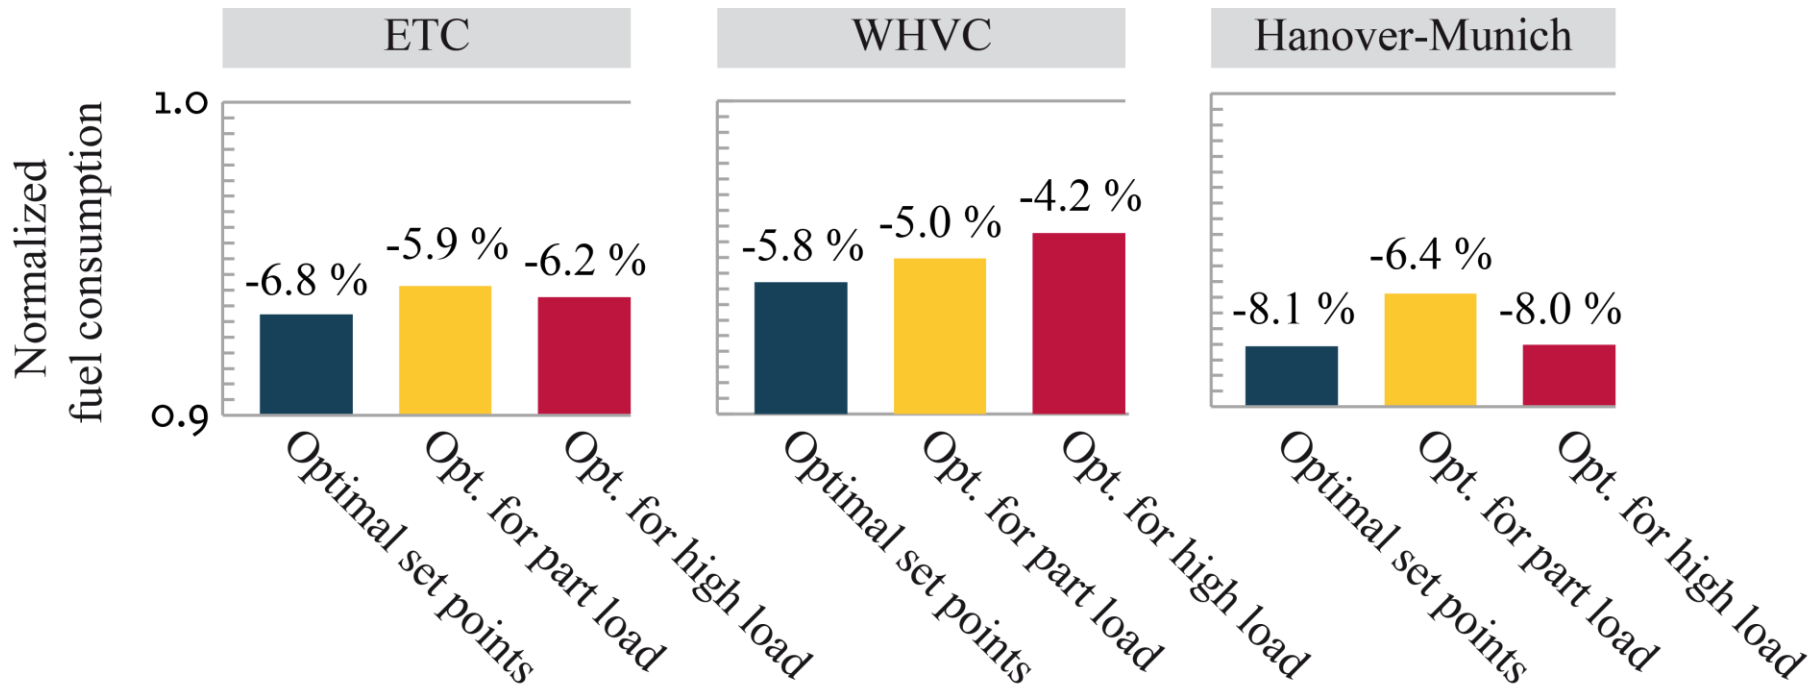 ETC
WHVC
Hanover-Munich
Normalized
fuel consumption
1.0
0.9
-6.8 %
-5.9 %
-6.2 %
-5.8 %
-5.0 %
-4.2 %
-8.1 %
-6.4 %
-8.0 %
Optimal set points
Opt. for part load
Opt. for high load
Optimal set points
Opt. for part load
Opt. for high load
Optimal set points
Opt. for part load
Opt. for high load